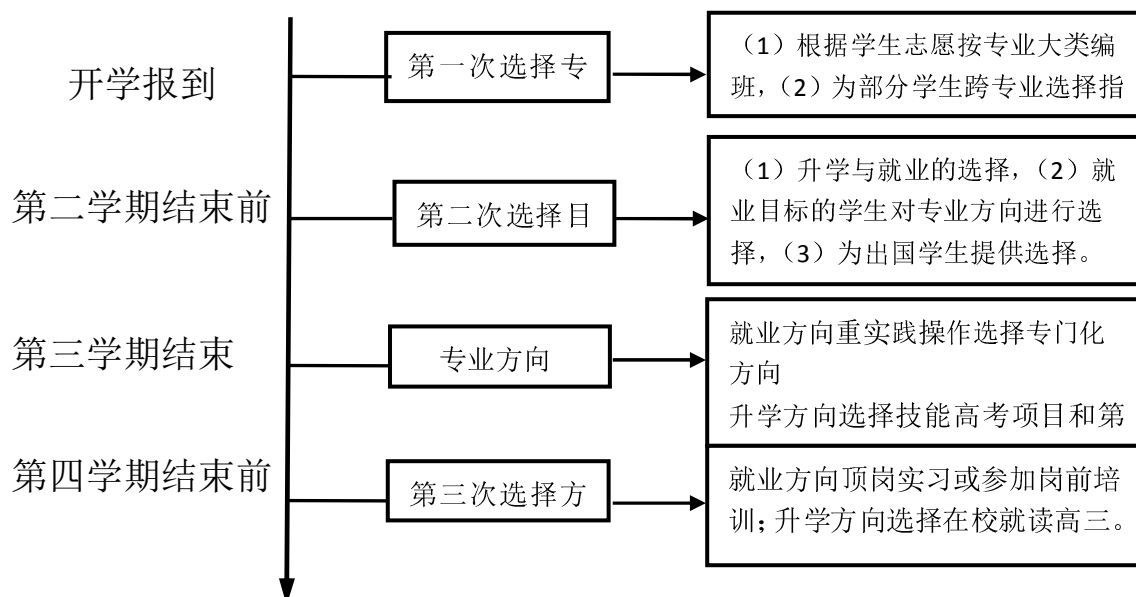 开学报到
第一次选择专
（1）根据学生志愿按专业大类编
班，（2）为部分学生跨专业选择指
第二学期结束前
第二次选择目
（1）升学与就业的选择，（2）就
业目标的学生对专业方向进行选
择，（3）为出国学生提供选择。
第三学期结束
专业方向
就业方向重实践操作选择专门化
方向
升学方向选择技能高考项目和第
第四学期结束前
第三次选择方
就业方向顶岗实习或参加岗前培
训；升学方向选择在校就读高三。